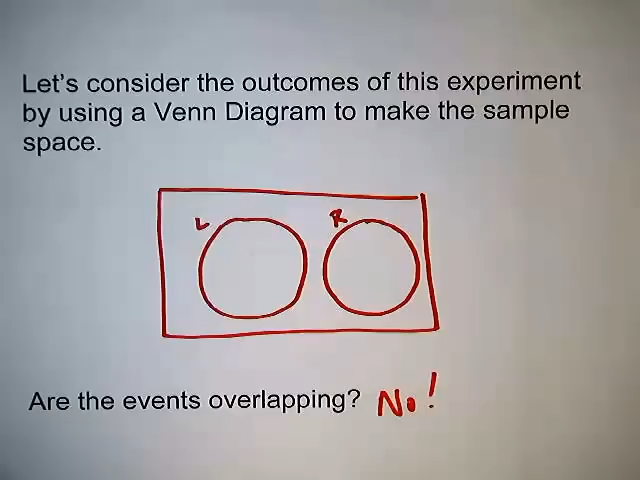 Let's consider the outcomes of this experiment
by using a Venn Diagram to make the sample
space.
L R
Are the events overlapping? No!